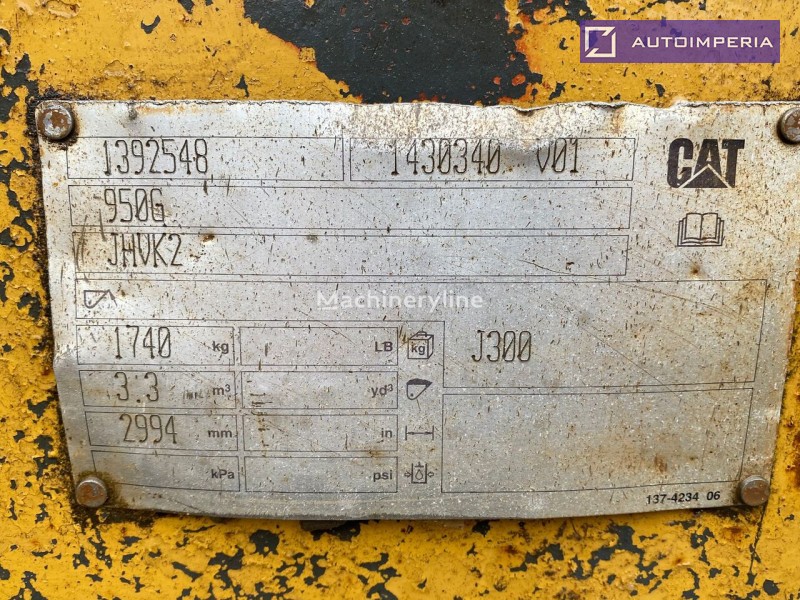 AUTOIMPERIA
1392548 1430340 V01 CAT
950G
JHVK2
Machineryline
1740 kg LB kg J300
3.3 m³ yd³
2994 mm in
kPa psi
137-4234 06